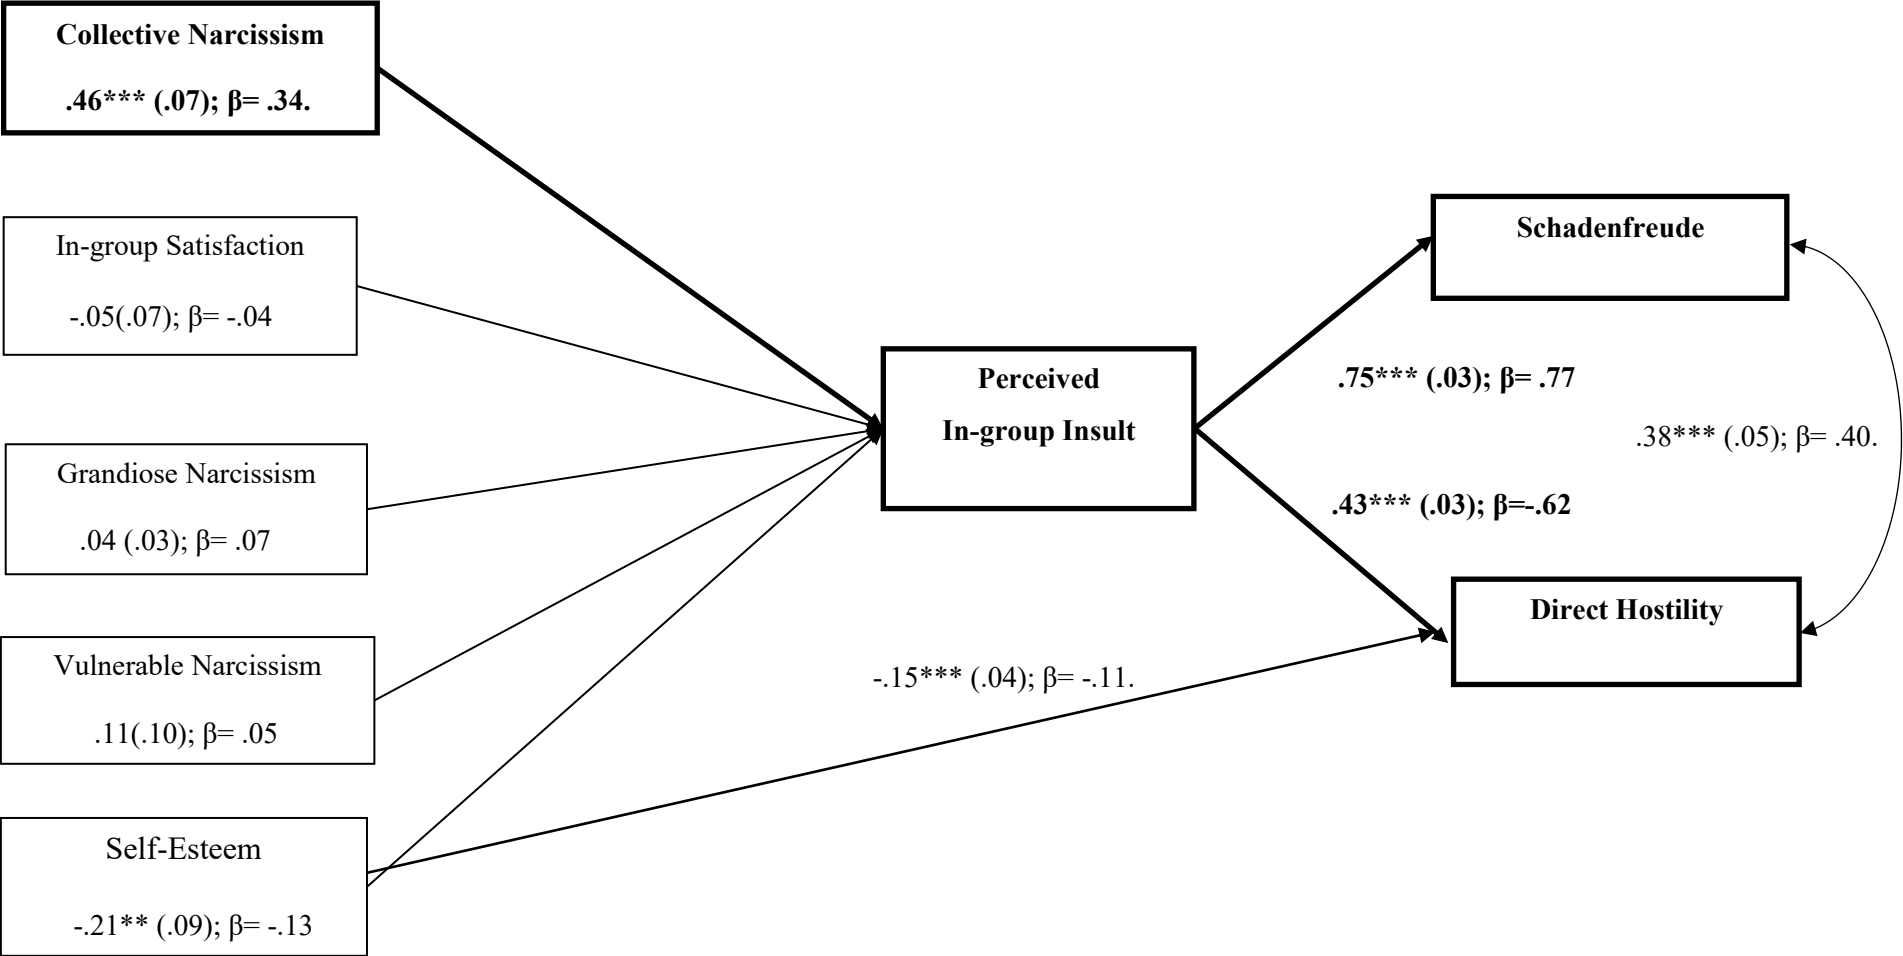 Collective Narcissism
.46*** (.07); β= .34.
In-group Satisfaction
-.05(.07); β= -.04
Grandiose Narcissism
.04 (.03); β= .07
Vulnerable Narcissism
.11(.10); β= .05
Self-Esteem
-.21** (.09); β= -.13
Perceived
In-group Insult
-.15*** (.04); β= -.11.
Schadenfreude
.75*** (.03); β= .77
.38*** (.05); β= .40.
.43*** (.03); β=-.62
Direct Hostility